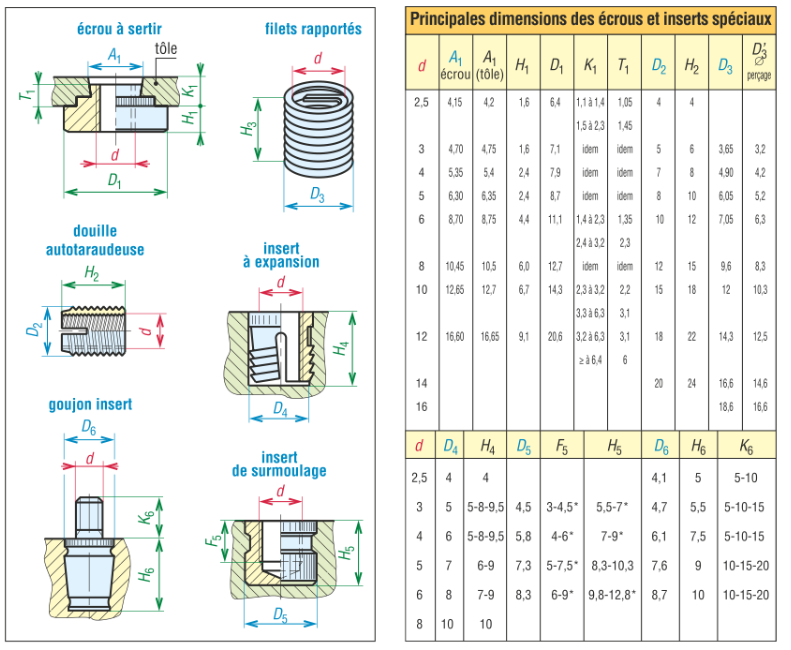 écrou à sertir
A1
tôle
T1
K1
H1
d
D1
filets rapportés
d
H3
D3
douille
autotaraudeuse
H2
D2
d
insert
à expansion
d
H4
D4
goujon insert
D6
d
K6
H6
insert
de surmoulage
d
F5
H5
D5
Principales dimensions des écrous et inserts spéciaux
d A1 écrou A1 (tôle) H1 D1 K1 T1 D2 H2 D3 D'3 Ø perçage
2,5 4,15 4,2 1,6 6,4 1,1 à 1,4 1,05 4 4
1,5 à 2,3 1,45
3 4,70 4,75 1,6 7,1 idem idem 5 6 3,65 3,2
4 5,35 5,4 2,4 7,9 idem idem 7 8 4,90 4,2
5 6,30 6,35 2,4 8,7 idem idem 8 10 6,05 5,2
6 8,70 8,75 4,4 11,1 1,4 à 2,3 1,35 10 12 7,05 6,3
2,4 à 3,2 2,3
8 10,45 10,5 6,0 12,7 idem idem 12 15 9,6 8,3
10 12,65 12,7 6,7 14,3 2,3 à 3,2 2,2 15 18 12 10,3
3,3 à 6,3 3,1
12 16,60 16,65 9,1 20,6 3,2 à 6,3 3,1 18 22 14,3 12,5
≥ à 6,4 6
14 20 24 16,6 14,6
16 18,6 16,6
d D4 H4 D5 F5 H5 D6 H6 K6
2,5 4 4 4,1 5 5-10
3 5 5-8-9,5 4,5 3-4,5* 5,5-7* 4,7 5,5 5-10-15
4 6 5-8-9,5 5,8 4-6* 7-9* 6,1 7,5 5-10-15
5 7 6-9 7,3 5-7,5* 8,3-10,3 7,6 9 10-15-20
6 8 7-9 8,3 6-9* 9,8-12,8* 8,7 10 10-15-20
8 10 10